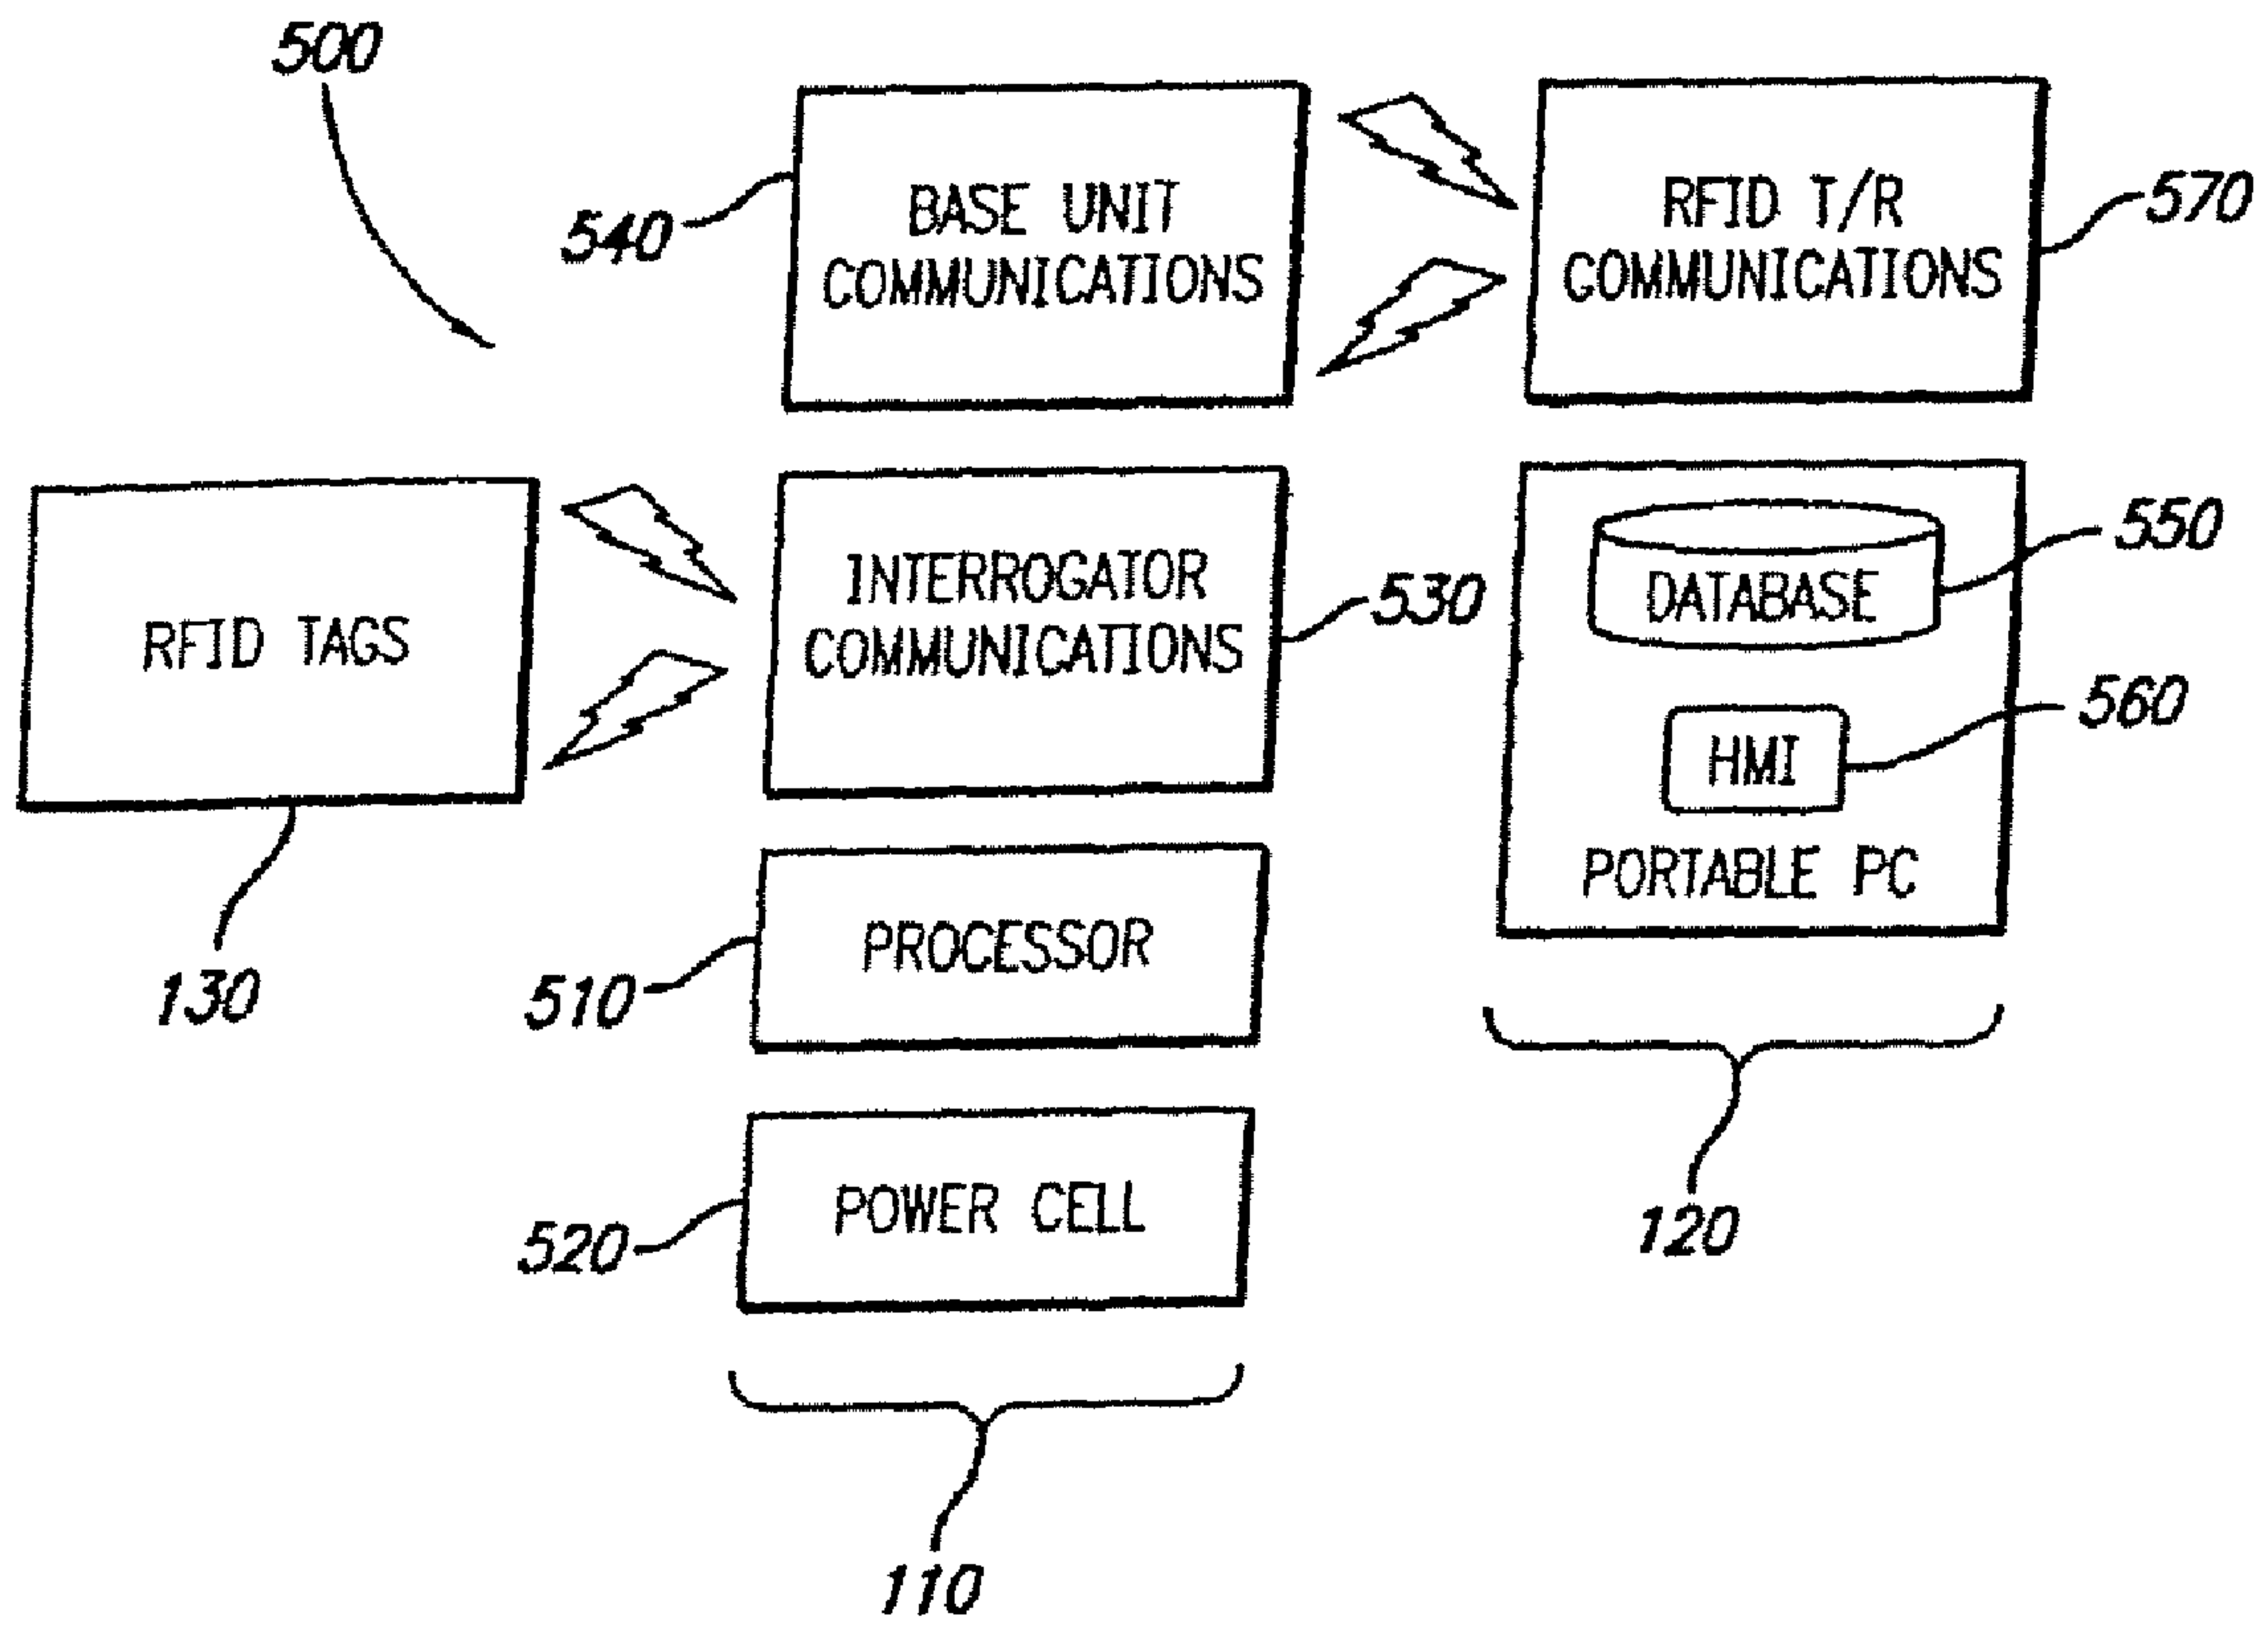 500
BASE UNIT
COMMUNICATIONS
540
RFID T/R
COMMUNICATIONS
570
RFID TAGS
130
INTERROGATOR
COMMUNICATIONS
530
DATABASE
550
HMI
560
PORTABLE PC
120
PROCESSOR
510
POWER CELL
520
110